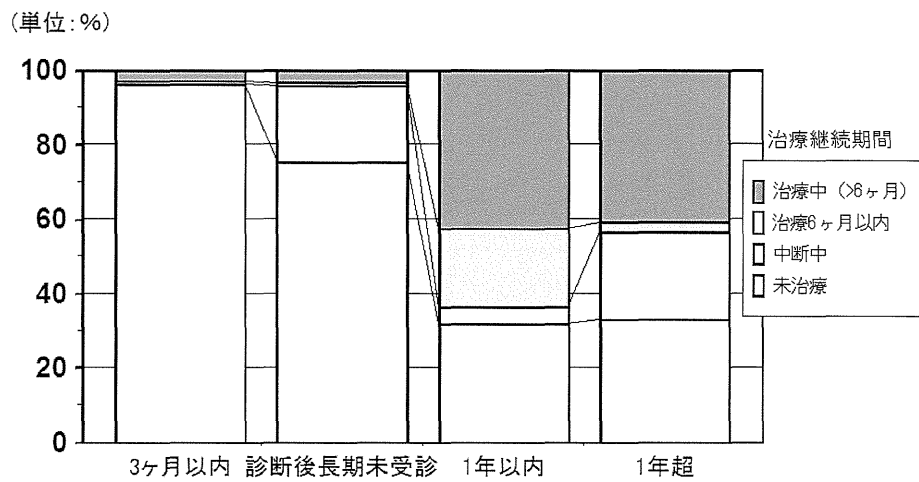 (単位:%)
100
80
60
40
20
0
3ヶ月以内 診断後長期未受診 1年以内 1年超
治療継続期間
治療中 (>6ヶ月)
治療6ヶ月以内
中断中
未治療